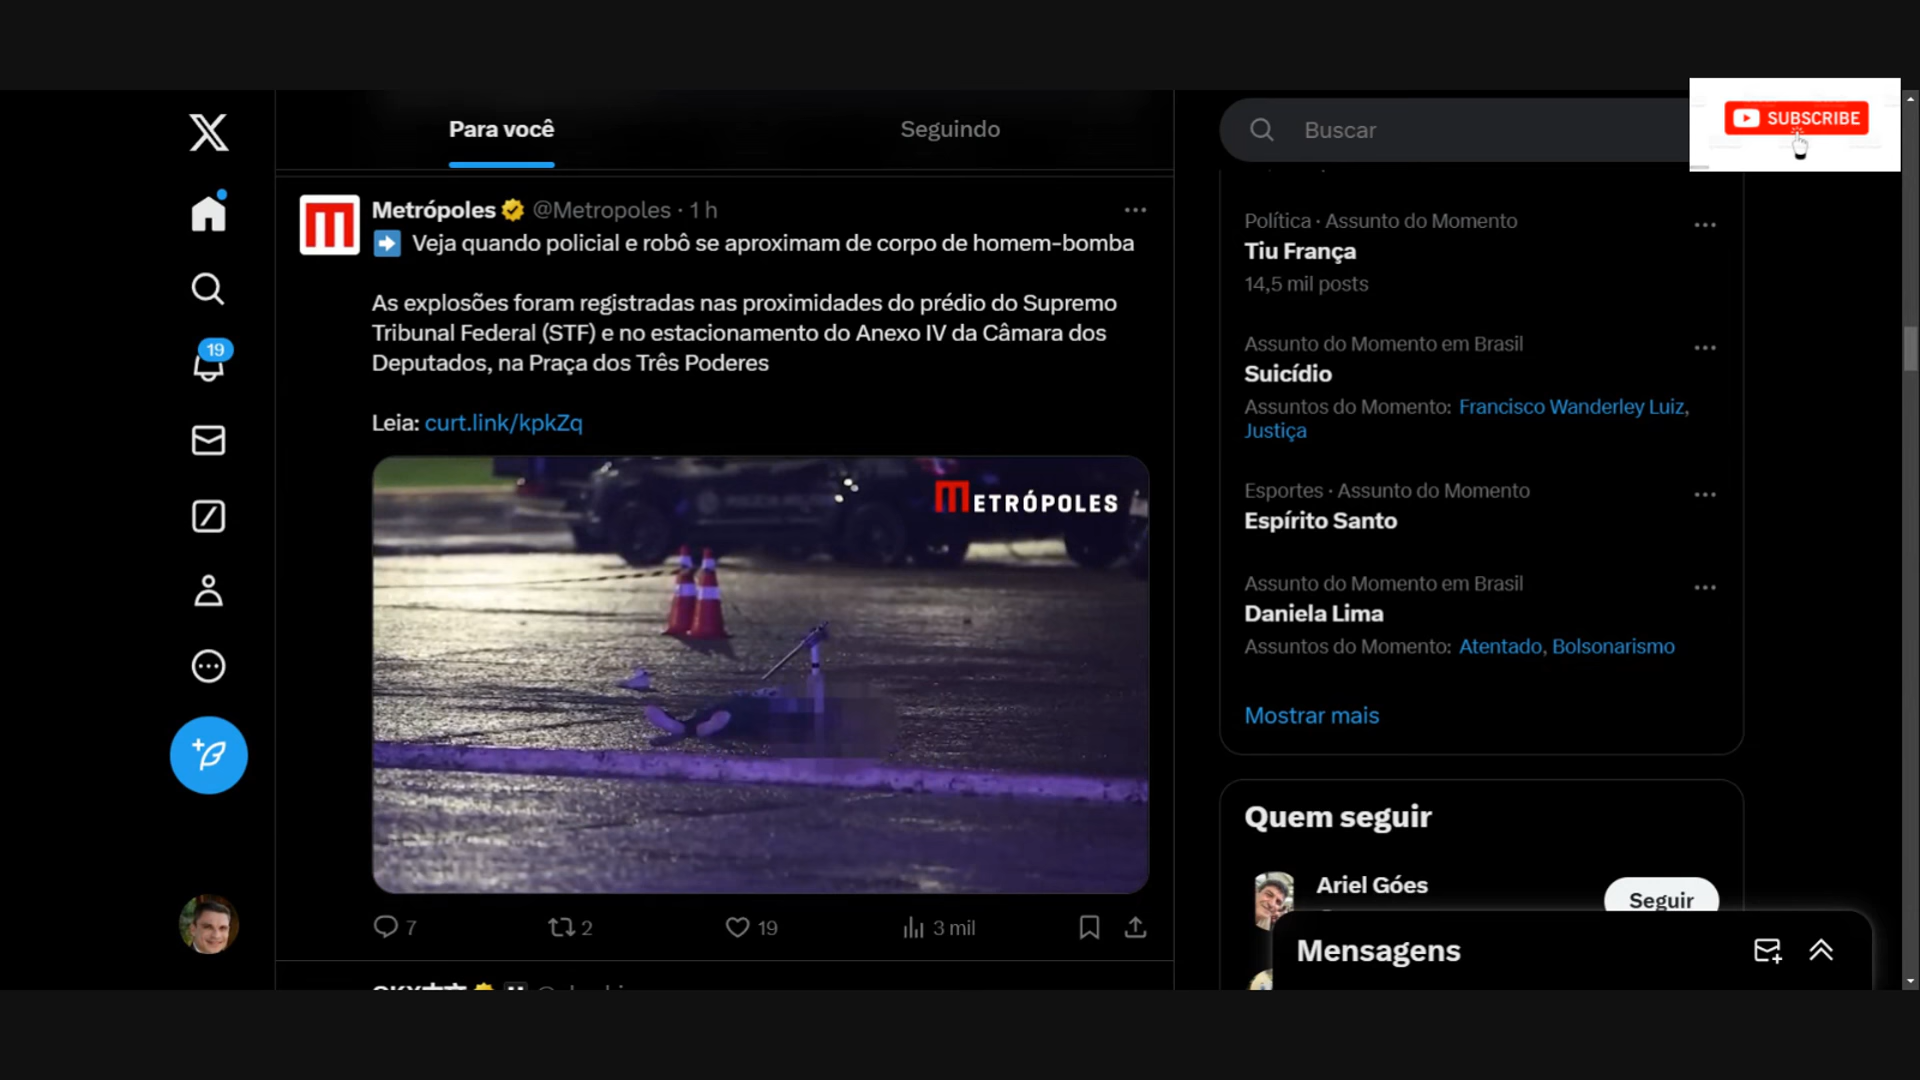 Para você
Seguindo
Buscar
SUBSCRIBE
Metrópoles @Metropoles · 1 h
Veja quando policial e robô se aproximam de corpo de homem-bomba
As explosões foram registradas nas proximidades do prédio do Supremo
Tribunal Federal (STF) e no estacionamento do Anexo IV da Câmara dos
Deputados, na Praça dos Três Poderes
Leia: curt.link/kpkZq
METRÓPOLES
7
2
19
3 mil
19
Política · Assunto do Momento
Tiu França
14,5 mil posts
Assunto do Momento em Brasil
Suicídio
Assuntos do Momento: Francisco Wanderley Luiz,
Justiça
Esportes · Assunto do Momento
Espírito Santo
Assunto do Momento em Brasil
Daniela Lima
Assuntos do Momento: Atentado, Bolsonarismo
Mostrar mais
Quem seguir
Ariel Góes
Seguir
Mensagens